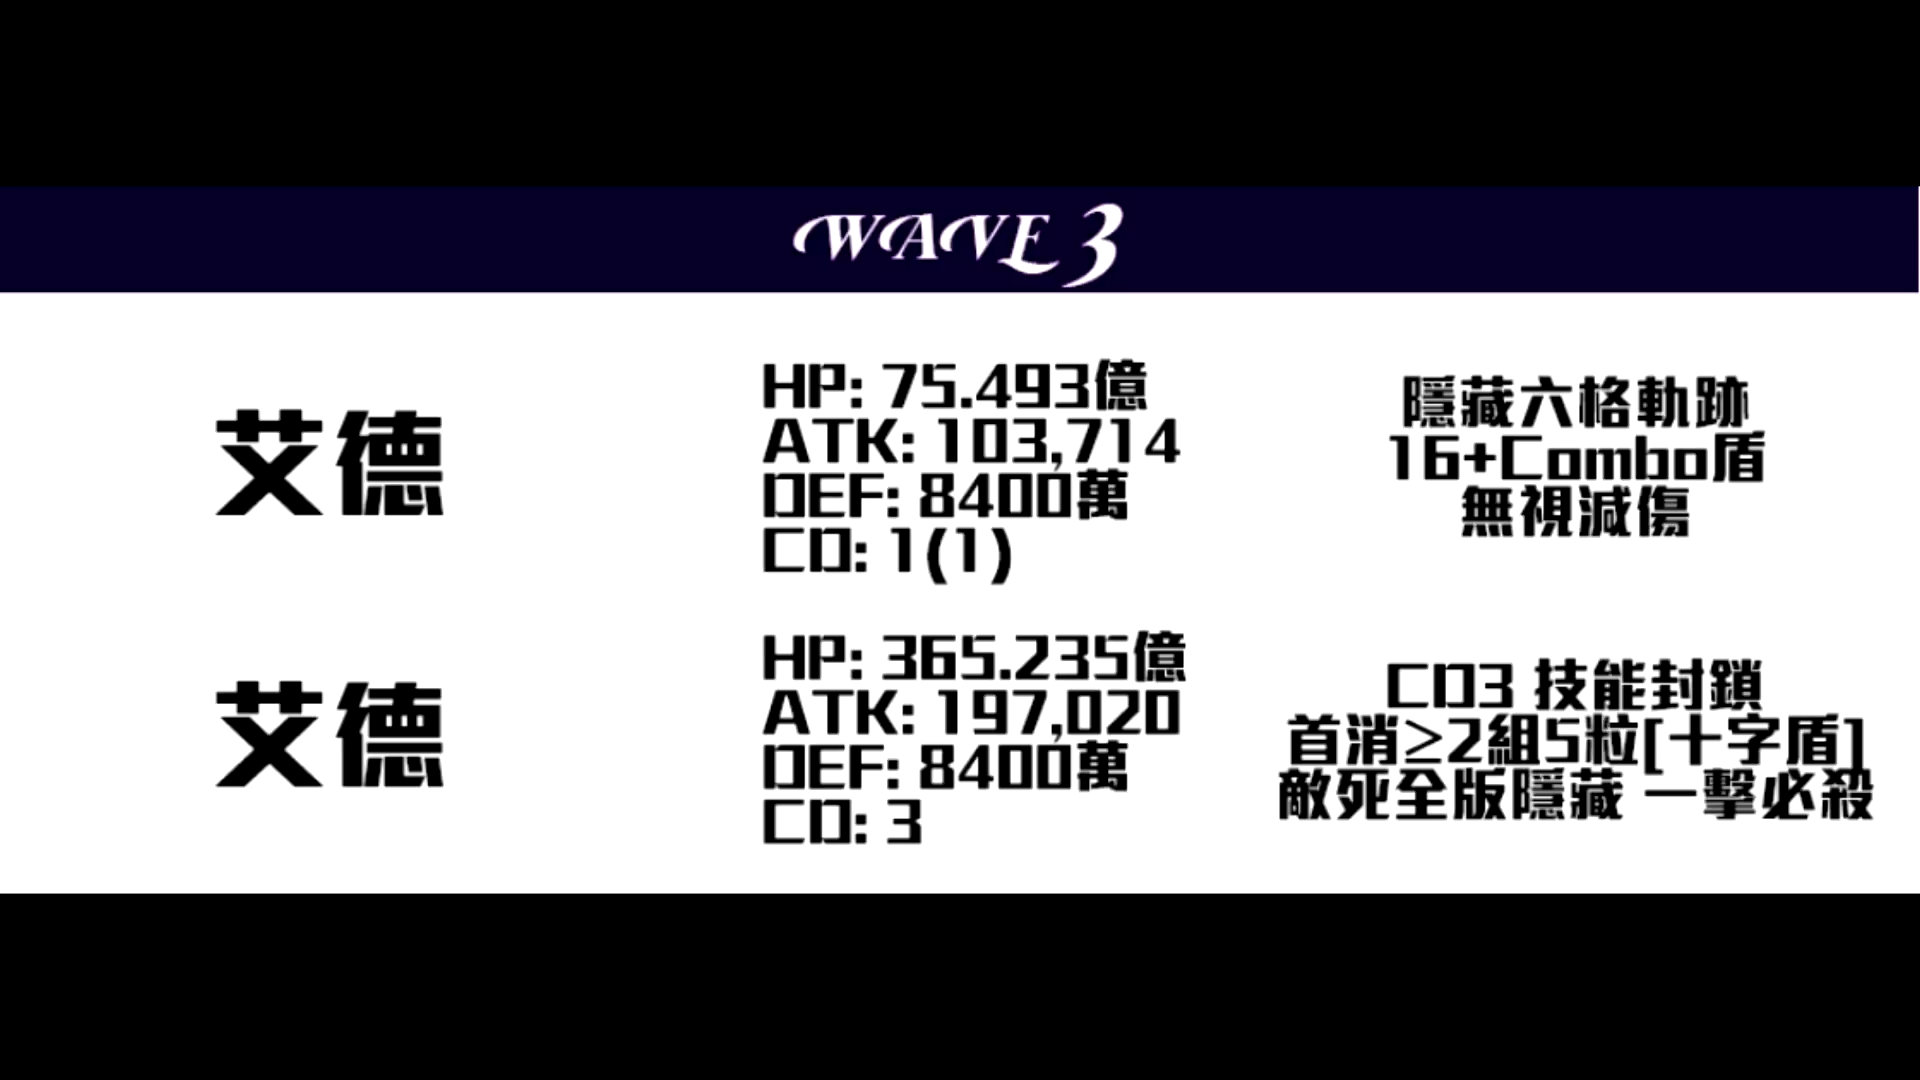 WAVE 3
艾德
HP: 75.493億
ATK: 103,714
DEF: 8400萬
CD: 1(1)
隱藏六格軌跡
16+Combo盾
無視減傷
艾德
HP: 365.235億
ATK: 197,020
DEF: 8400萬
CD: 3
CD3 技能封鎖
首消≥2組5粒[十字盾]
敵死全版隱藏 一擊必殺